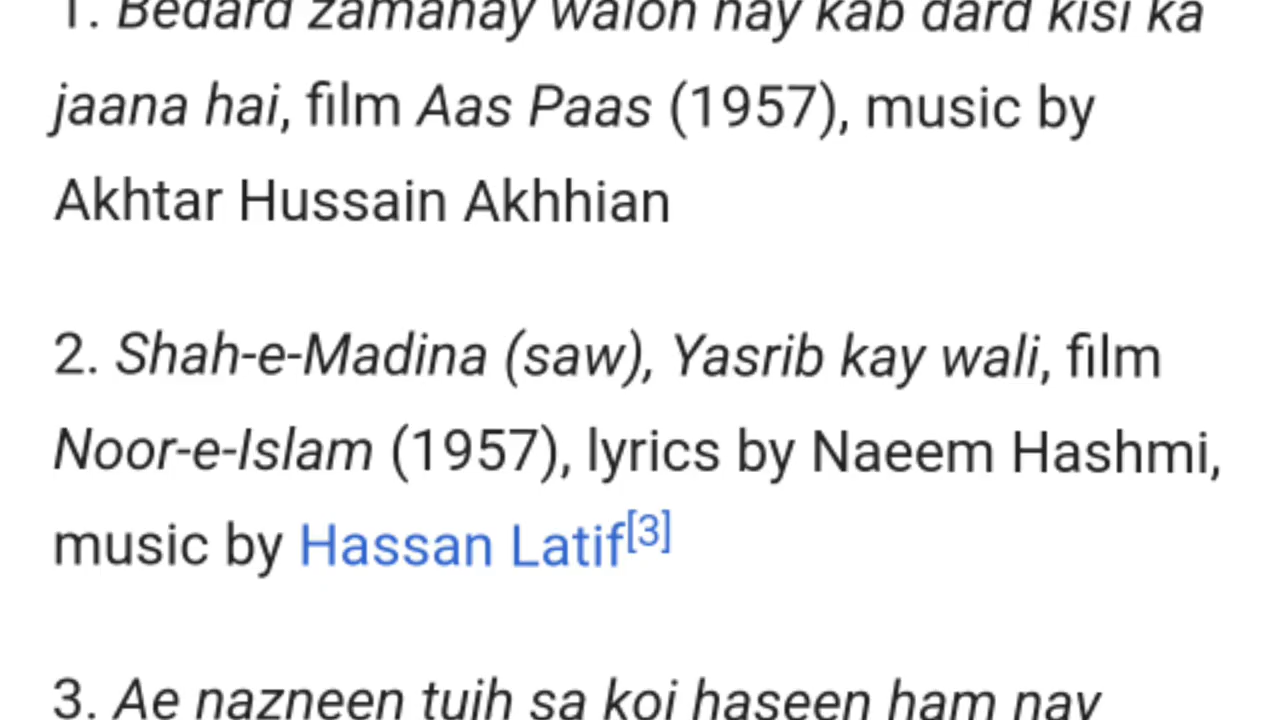 1. Bedard zamanay walon nay kab dard kisi ka
jaana hai, film Aas Paas (1957), music by
Akhtar Hussain Akhhian
2. Shah-e-Madina (saw), Yasrib kay wali, film
Noor-e-Islam (1957), lyrics by Naeem Hashmi,
music by Hassan Latif[3]
3. Ae nazneen tujh sa koi haseen ham nay